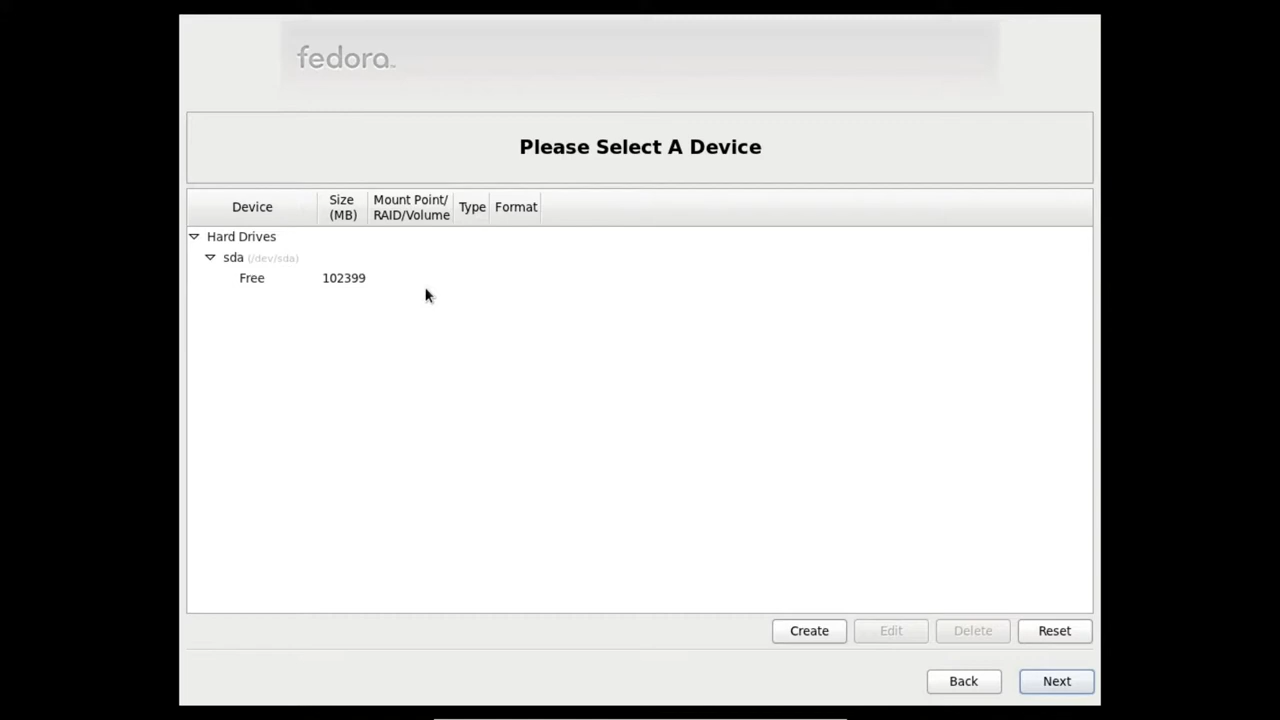 fedora™
Please Select A Device
Device
Size
(MB)
Mount Point/
RAID/Volume
Type
Format
Hard Drives
sda (/dev/sda)
Free 102399
Create Edit Delete Reset
Back Next